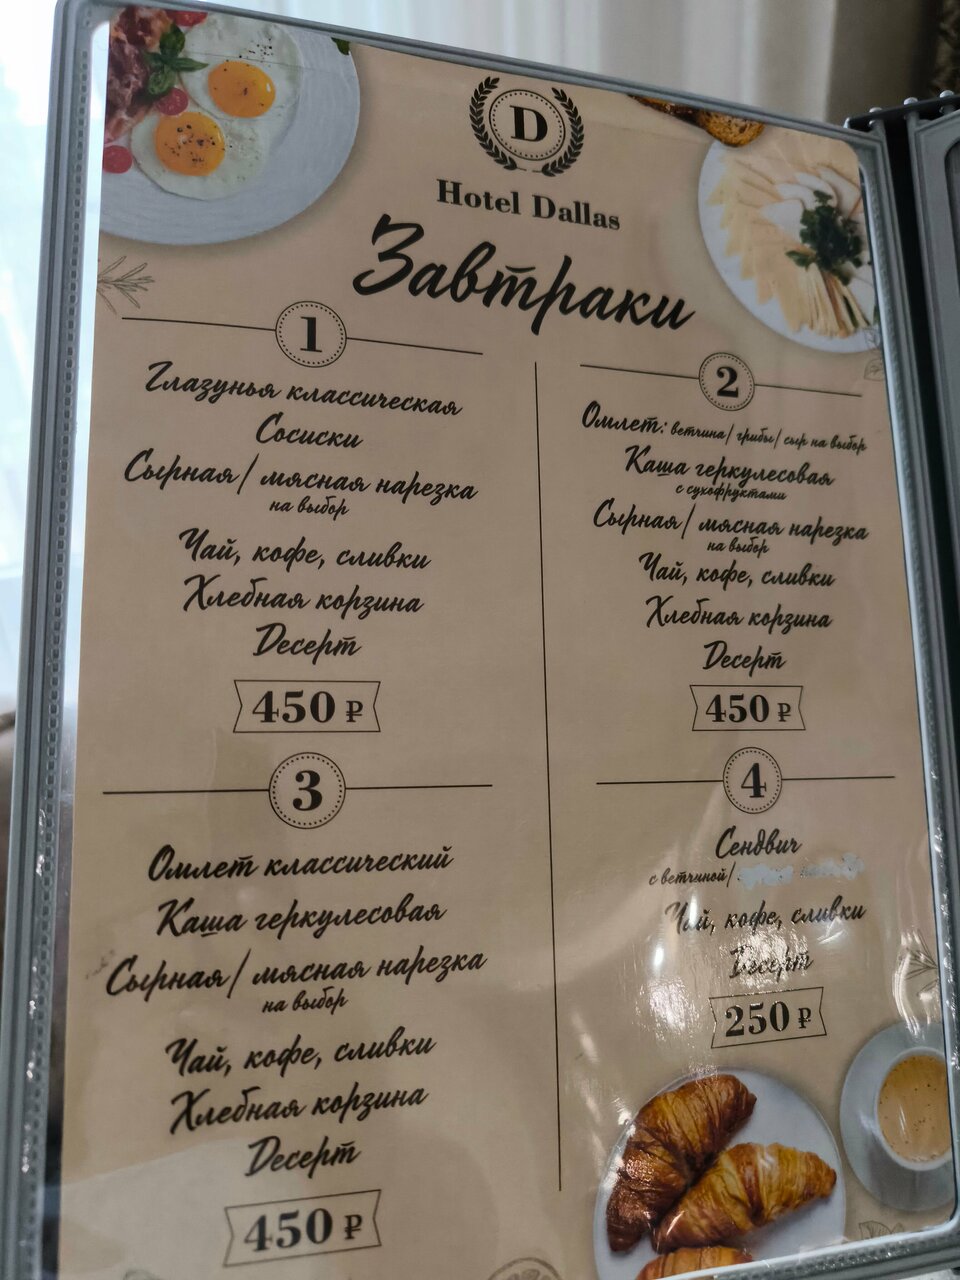 D
Hotel Dallas
Завтраки
1
Глазунья классическая
Сосиски
Сырная/ мясная нарезка
на выбор
Чай, кофе, сливки
Хлебная корзина
Десерт
450 ₽
2
Омлет: ветчина/ грибы/ сыр на выбор
Каша геркулесовая
с сухофруктами
Сырная/ мясная нарезка
на выбор
Чай, кофе, сливки
Хлебная корзина
Десерт
450 ₽
3
Омлет классический
Каша геркулесовая
Сырная/ мясная нарезка
на выбор
Чай, кофе, сливки
Хлебная корзина
Десерт
450 ₽
4
Сендвич
с ветчиной/
Чай, кофе, сливки
Десерт
250 ₽